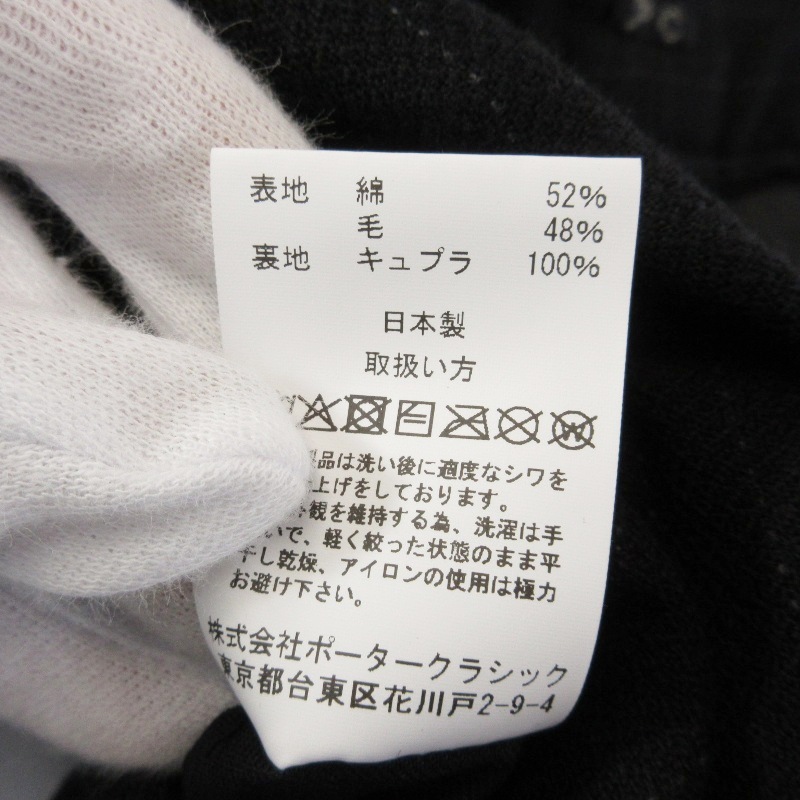 表地 綿 52%
毛 48%
裏地 キュプラ 100%
日本製
取扱い方
W
品は洗い後に適度なシワを
上げをしております。
観を維持する為、洗濯は手
いで、軽く絞った状態のまま平
干し乾燥、アイロンの使用は極力
お避け下さい。
株式会社ポータークラシック
東京都台東区花川戸2-9-4